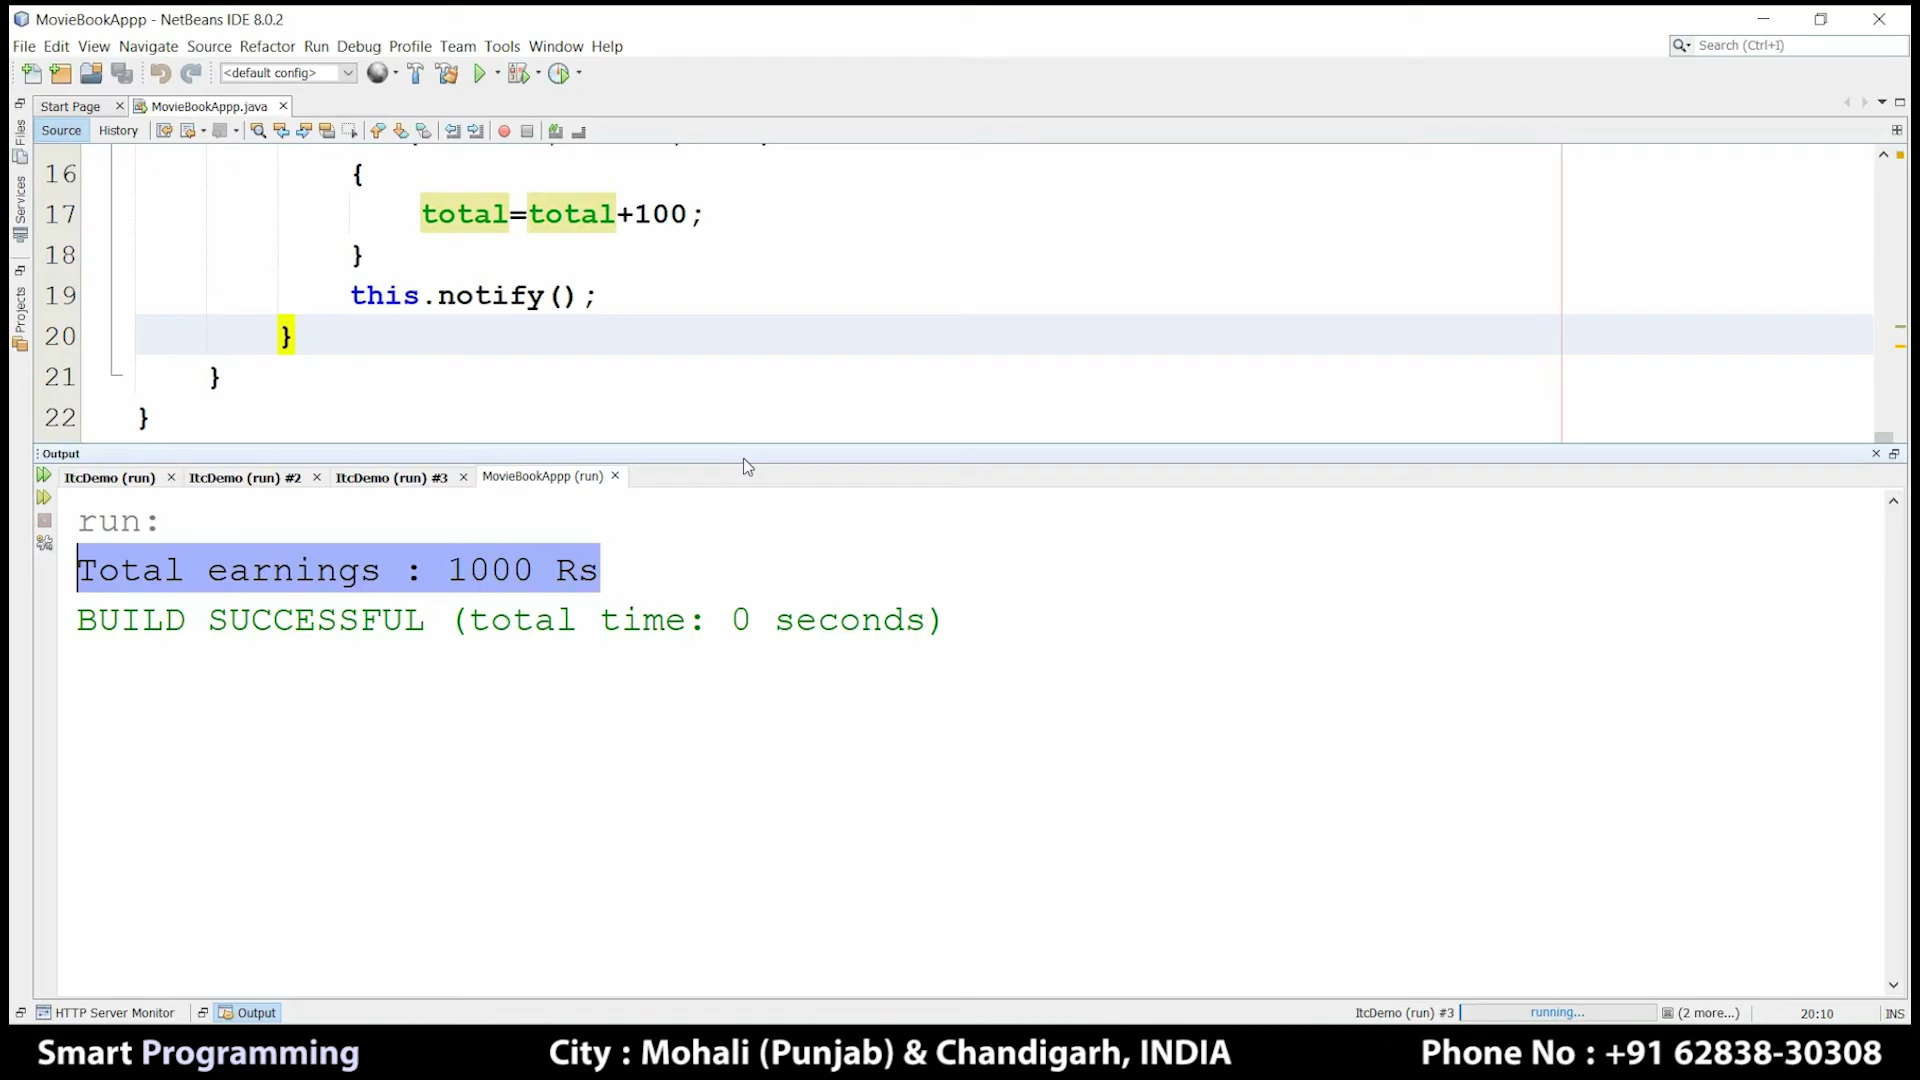 MovieBookAppp - NetBeans IDE 8.0.2
File Edit View Navigate Source Refactor Run Debug Profile Team Tools Window Help
Search (Ctrl+I)
<default config>
Start Page
MovieBookAppp.java
Source History
Files
Services
Projects
16 {
17 total=total+100;
18 }
19 this.notify();
20 }
21 }
22 }
Output
ItcDemo (run) ItcDemo (run) #2 ItcDemo (run) #3 MovieBookAppp (run)
run:
Total earnings : 1000 Rs
BUILD SUCCESSFUL (total time: 0 seconds)
HTTP Server Monitor Output ItcDemo (run) #3 running... (2 more...) 20:10 INS
Smart Programming City : Mohali (Punjab) & Chandigarh, INDIA Phone No : +91 62838-30308